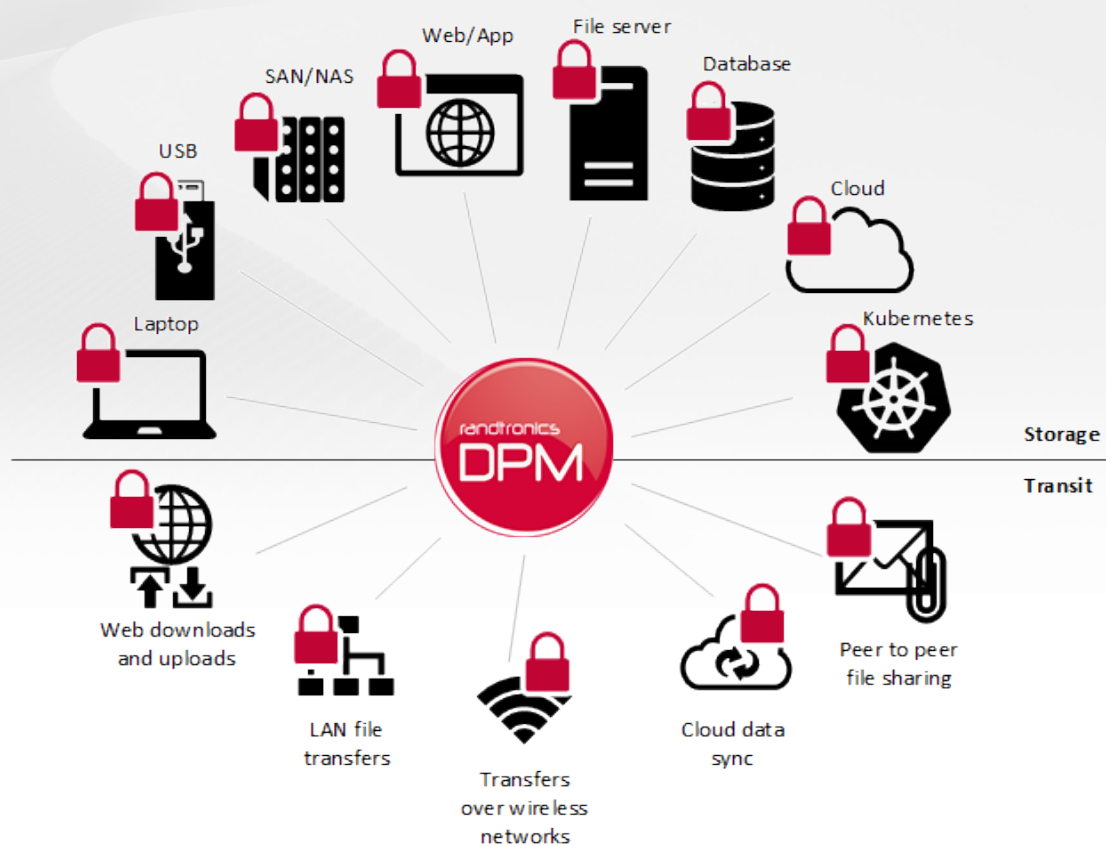 File server
Web/App
Database
SAN/NAS
USB
Cloud
Kubernetes
Laptop
randtronics
DPM
Storage
Transit
Web downloads
and uploads
LAN file
transfers
Transfers
over wireless
networks
Cloud data
sync
Peer to peer
file sharing